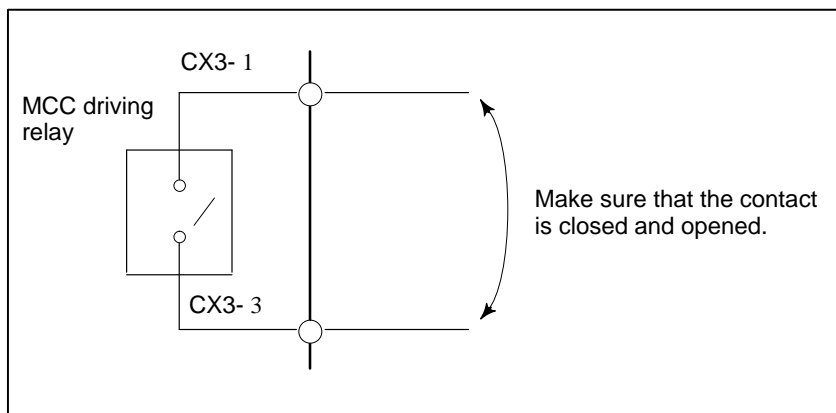 CX3- 1
MCC driving
relay
Make sure that the contact
is closed and opened.
CX3- 3